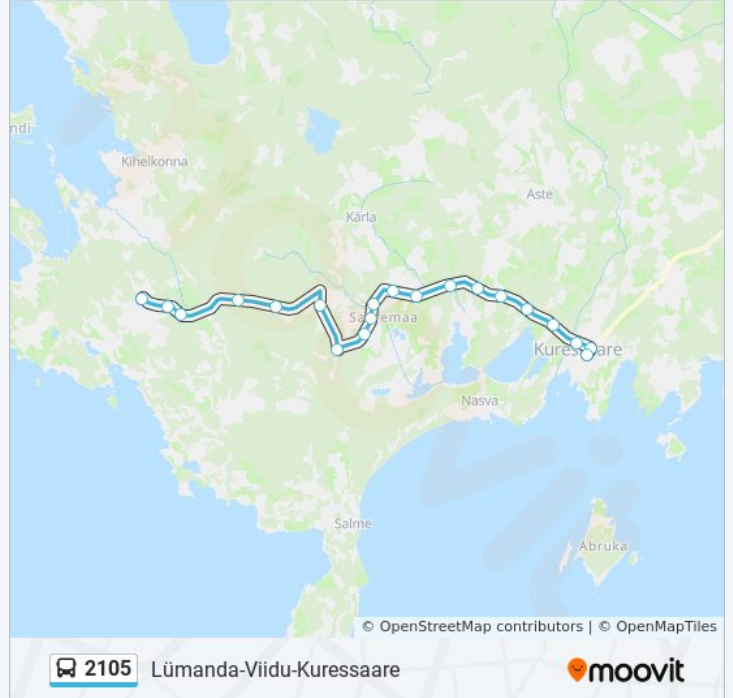 ndi
Kihelkonna
Aste
Kärla
Saaremaa
Kuressaare
Nasva
Salme
Abruka
© OpenStreetMap contributors | © OpenMapTiles
2105 Lümanda-Viidu-Kuressaare
moovit